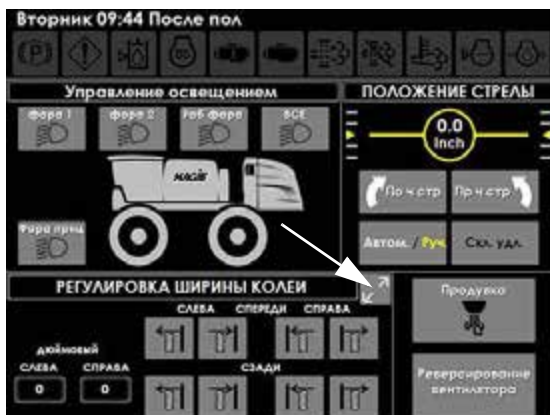 Вторник 09:44 После пол
Управление освещением
ПОЛОЖЕНИЕ СТРЕЛЫ
фара 1
фара 2
Раб фара
ВСЕ
0.0
Inch
MAGIE
По ч.стр
Пр.ч.стр
Фара приц
Автом. / Руч.
Скл. удл.
РЕГУЛИРОВКА ШИРИНЫ КОЛЕИ
СЛЕВА СПЕРЕДИ СПРАВА
Продувка
дюймовый
СЛЕВА СПРАВА
СЗАДИ
0 0
Реверсирование
вентилятора